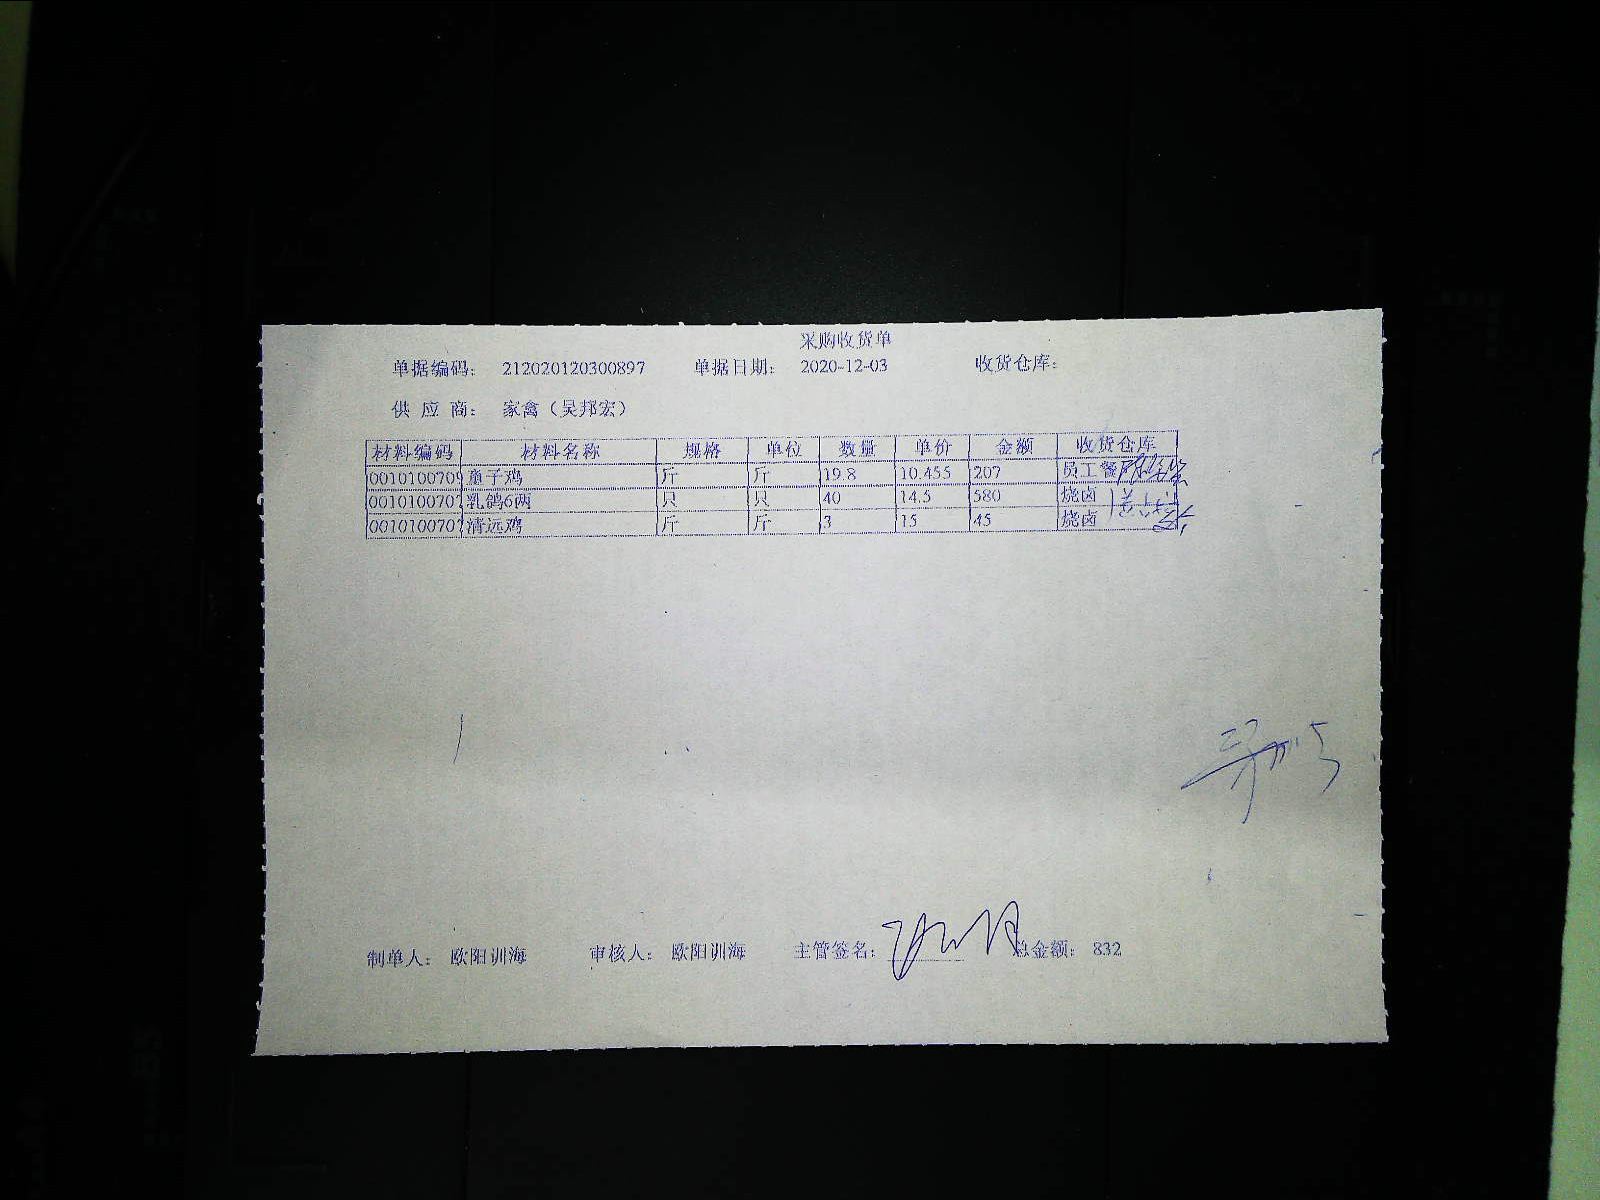 采购收货单
单据编码: 212020120300897 单据日期: 2020-12-03 收货仓库:
供 应 商: 家禽（吴邦宏）
材料编码 材料名称 规格 单位 数量 单价 金额 收货仓库
0010100709 童子鸡 斤 斤 19.8 10.455 207 员工餐
001010070 乳鸽6两 只 只 40 14.5 580 烧卤
001010070 清远鸡 斤 斤 3 15 45 烧卤
制单人: 欧阳训海 审核人: 欧阳训海 主管签名: 总金额: 832